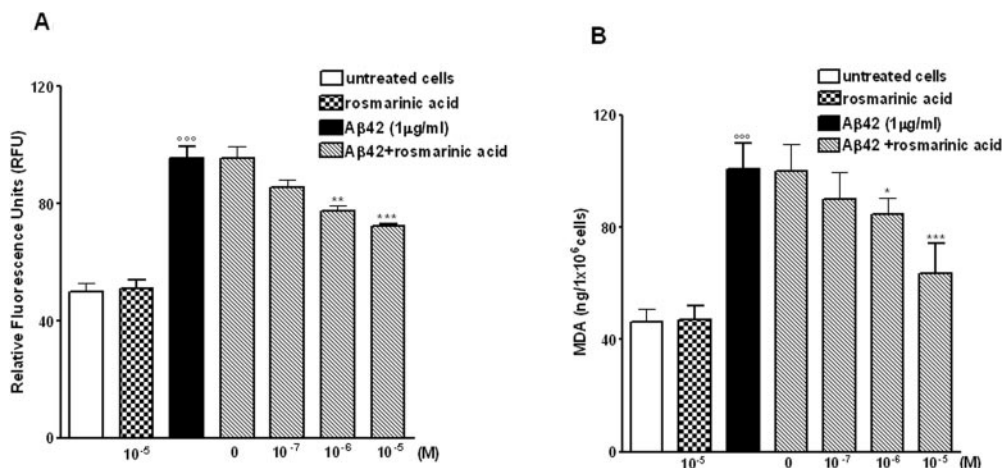 A
untreated cells
rosmarinic acid
Aβ42 (1µg/ml)
Aβ42+rosmarinic acid
Relative Fluorescence Units (RFU)
120
80
40
0
°°°
**
***
10⁻⁵ 0 10⁻⁷ 10⁻⁶ 10⁻⁵ (M)
B
untreated cells
rosmarinic acid
Aβ42 (1µg/ml)
Aβ42 +rosmarinic acid
MDA (ng/1x10⁶cells)
120
80
40
0
°°°
*
***
10⁻⁵ 0 10⁻⁷ 10⁻⁶ 10⁻⁵ (M)